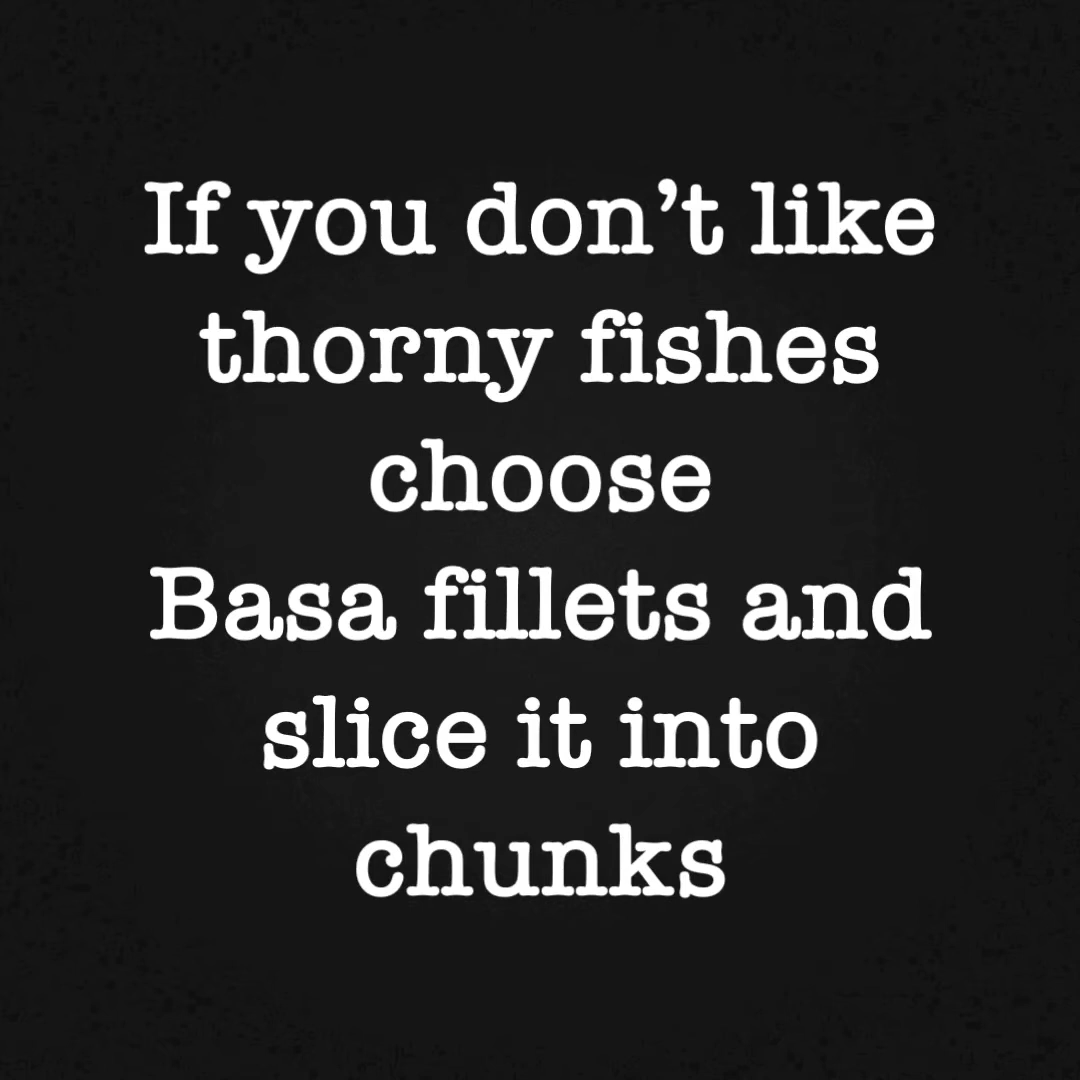 If you don’t like
thorny fishes
choose
Basa fillets and
slice it into
chunks